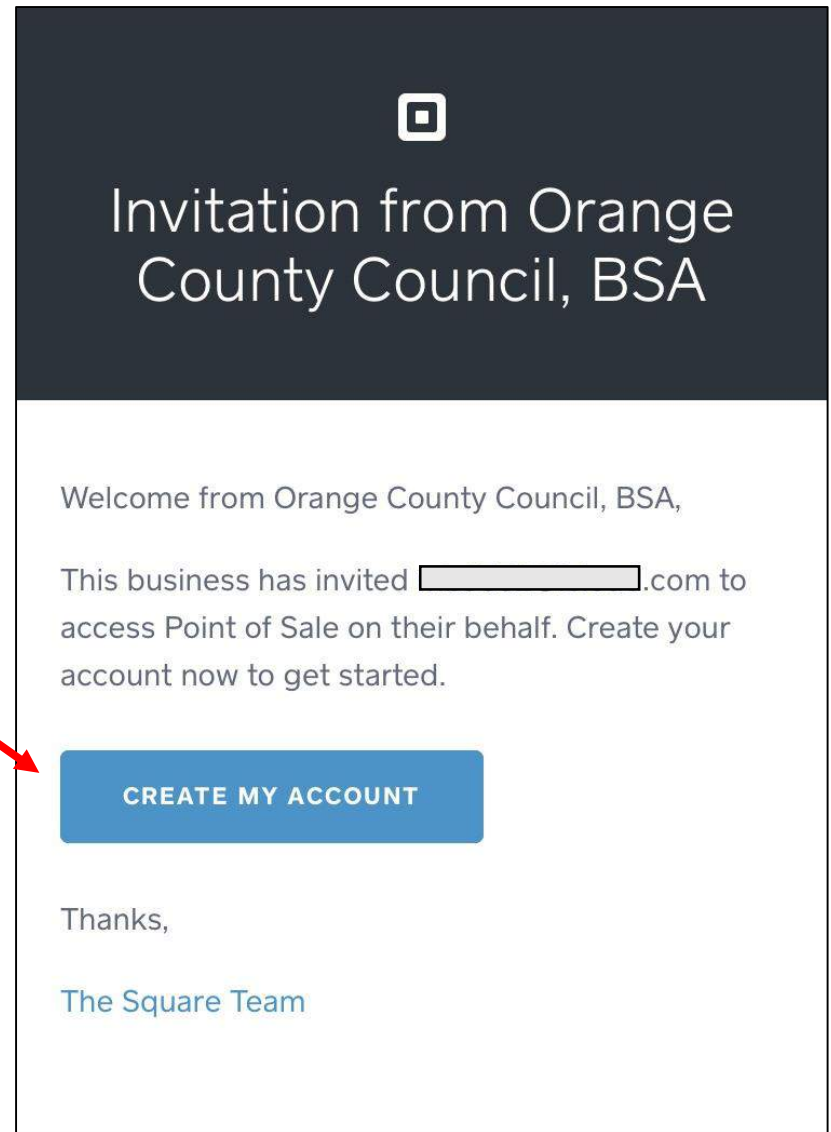 Invitation from Orange
County Council, BSA
Welcome from Orange County Council, BSA,
This business has invited .com to
access Point of Sale on their behalf. Create your
account now to get started.
CREATE MY ACCOUNT
Thanks,
The Square Team